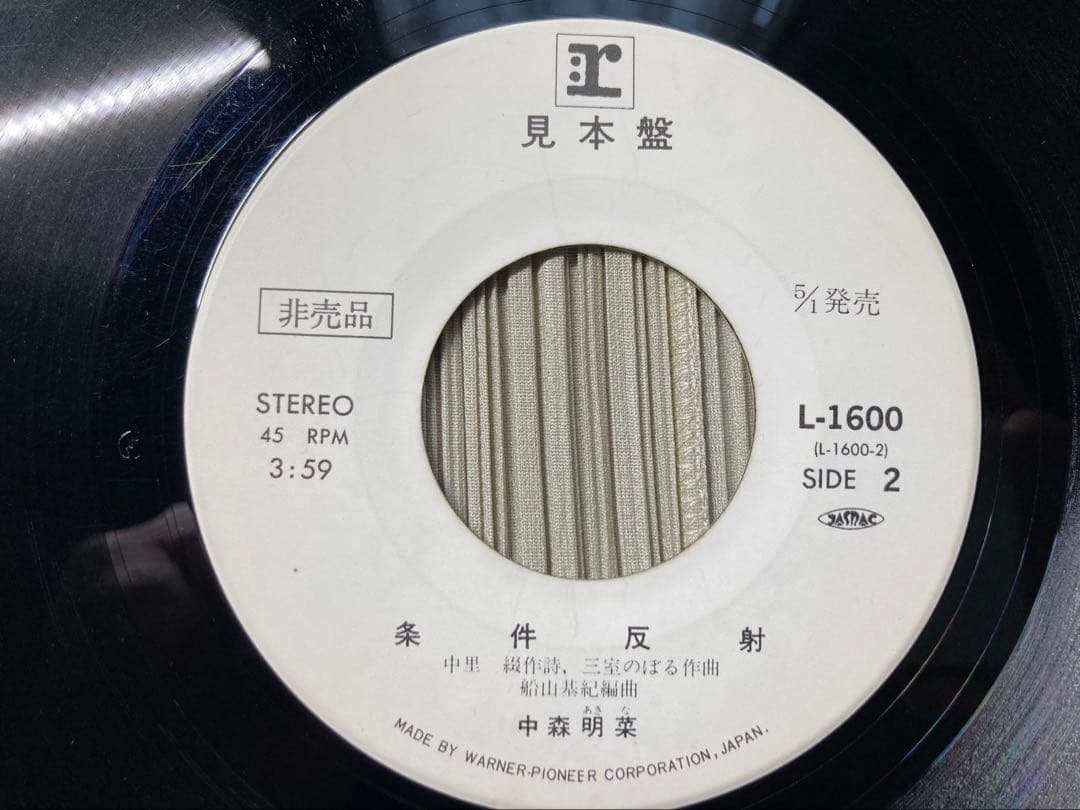 r
見本盤
非売品
5/1発売
STEREO
45 RPM
3:59
L-1600
(L-1600-2)
SIDE 2
JASRAC
条件反射
中里 綴作詩、三室のぼる作曲
船山基紀編曲
あきな
中森明菜
MADE BY WARNER-PIONEER CORPORATION, JAPAN.